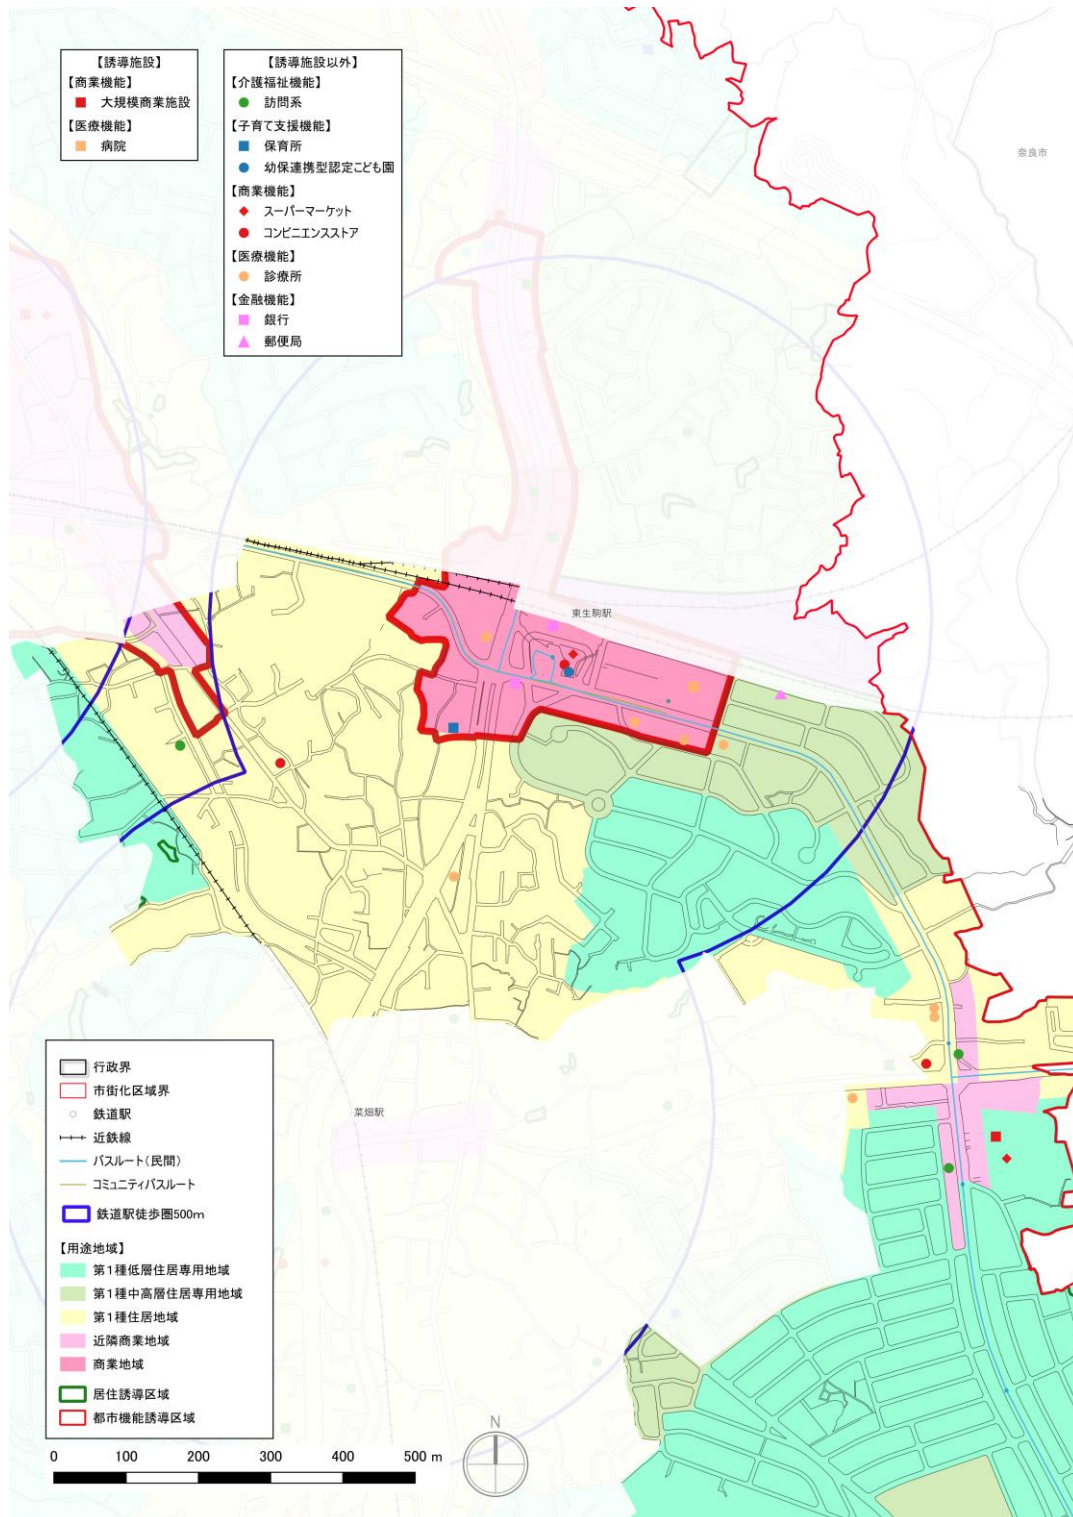 【誘導施設】
【商業機能】
大規模商業施設
【医療機能】
病院
【誘導施設以外】
【介護福祉機能】
訪問系
【子育て支援機能】
保育所
幼保連携型認定こども園
【商業機能】
スーパーマーケット
コンビニエンスストア
【医療機能】
診療所
【金融機能】
銀行
郵便局
奈良市
東生駒駅
菜畑駅
行政界
市街化区域界
鉄道駅
近鉄線
バスルート(民間)
コミュニティバスルート
鉄道駅徒歩圏500m
【用途地域】
第1種低層住居専用地域
第1種中高層住居専用地域
第1種住居地域
近隣商業地域
商業地域
居住誘導区域
都市機能誘導区域
0 100 200 300 400 500 m
N